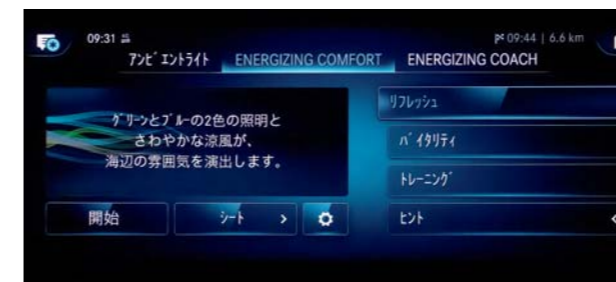 09:31
09:44 | 6.6 km
ｱﾝﾋﾞｴﾝﾄﾗｲﾄ ENERGIZING COMFORT ENERGIZING COACH
ｸﾞﾘｰﾝとﾌﾞﾙｰの2色の照明と
さわやかな涼風が、
海辺の雰囲気を演出します。
開始
ｼｰﾄ
ﾘﾌﾚｯｼｭ
ﾊﾞｲﾀﾘﾃｨ
ﾄﾚｰﾆﾝｸﾞ
ﾋﾝﾄ